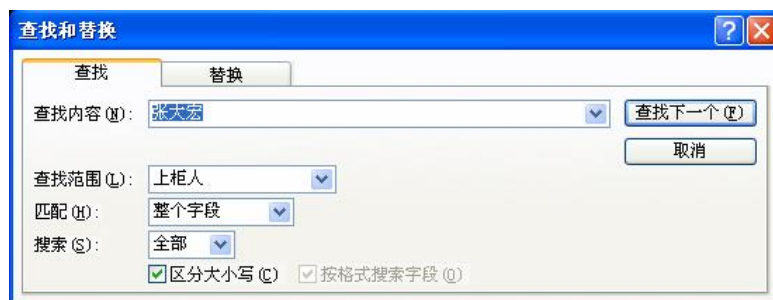 查找和替换
查找 替换
查找内容(N): 张大宏 查找下一个(F)
取消
查找范围(L): 上柜人
匹配(H): 整个字段
搜索(S): 全部
区分大小写(C) 按格式搜索字段(O)